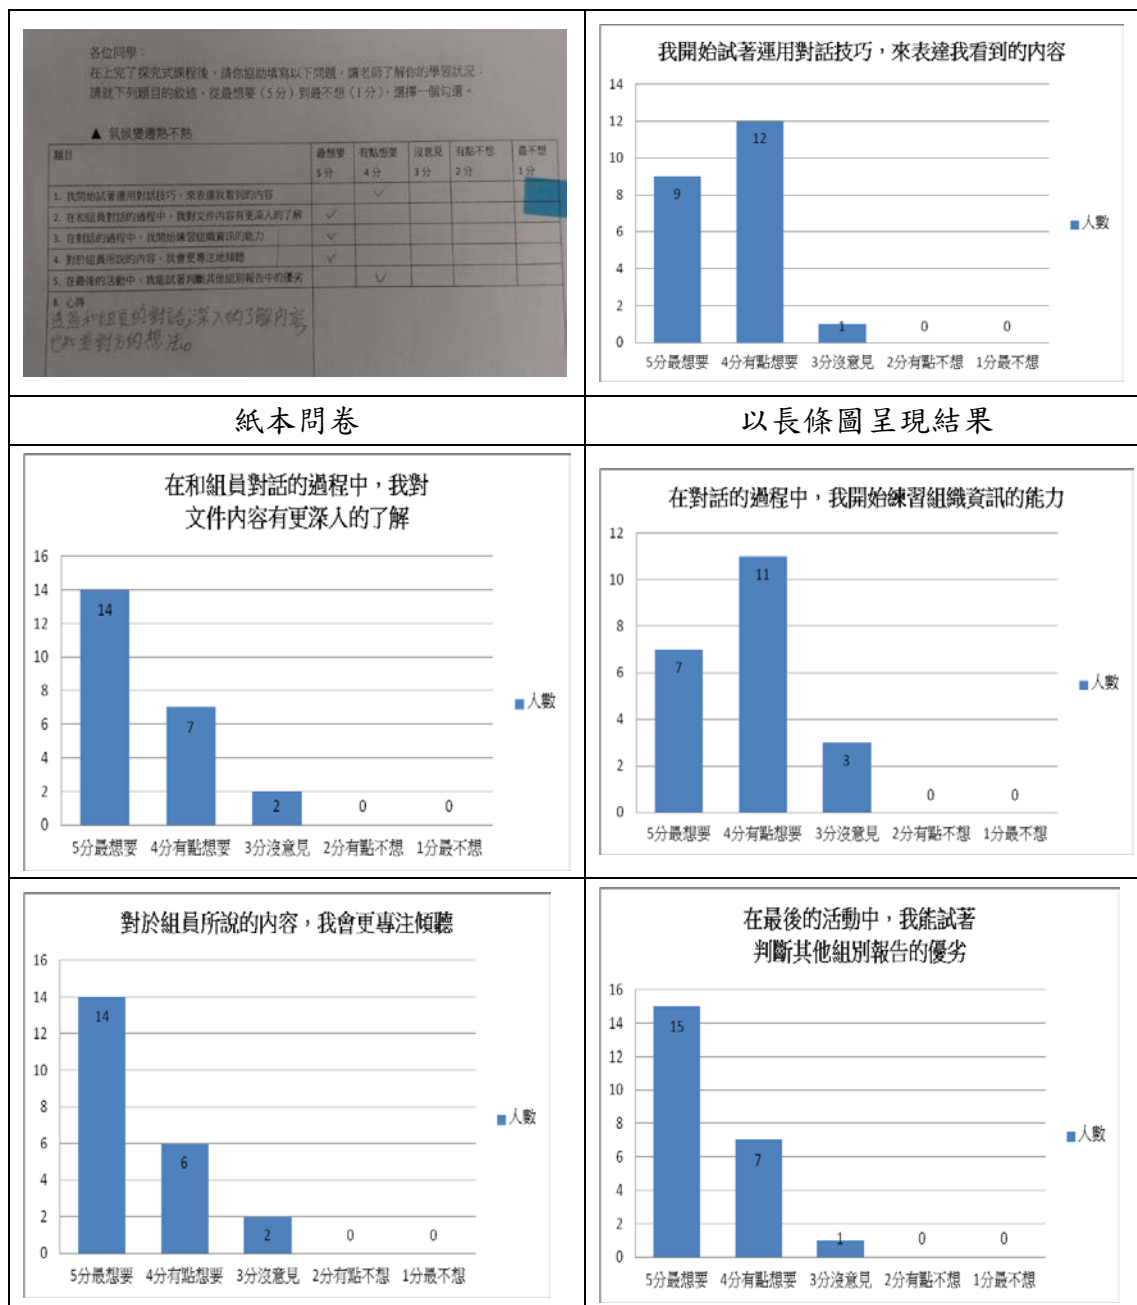 各位同學：
在上完了探究式課程後，請你協助填寫以下問題，讓老師了解你的學習狀況。
請就下列題目的敘述，從最想要（5分）到最不想（1分），選擇一個勾選。
▲ 氣候變遷熱不熱
題目 最想要 有點想要 沒意見 有點不想 最不想
5分 4分 3分 2分 1分
1. 我開始試著運用對話技巧，來表達我看到的內容 ✓
2. 在和組員對話的過程中，我對文件內容有更深入的了解 ✓
3. 在對話的過程中，我開始練習組織資訊的能力 ✓
4. 對於組員所說的內容，我會更專注地傾聽 ✓
5. 在最後的活動中，我能試著判斷其他組別報告中的優劣 ✓
8. 心得
透過和組員的對話，深入的了解內容，
對方的想法。
我開始試著運用對話技巧，來表達我看到的內容
14
12
10
8
6
4
2
0
9
12
1
0
0
5分最想要 4分有點想要 3分沒意見 2分有點不想 1分最不想
人數
紙本問卷
以長條圖呈現結果
在和組員對話的過程中，我對
文件內容有更深入的了解
16
14
12
10
8
6
4
2
0
14
7
2
0
0
5分最想要 4分有點想要 3分沒意見 2分有點不想 1分最不想
人數
在對話的過程中，我開始練習組織資訊的能力
12
10
8
6
4
2
0
7
11
3
0
0
5分最想要 4分有點想要 3分沒意見 2分有點不想 1分最不想
人數
對於組員所說的內容，我會更專注傾聽
16
14
12
10
8
6
4
2
0
14
6
2
0
0
5分最想要 4分有點想要 3分沒意見 2分有點不想 1分最不想
人數
在最後的活動中，我能試著
判斷其他組別報告的優劣
16
14
12
10
8
6
4
2
0
15
7
1
0
0
5分最想要 4分有點想要 3分沒意見 2分有點不想 1分最不想
人數